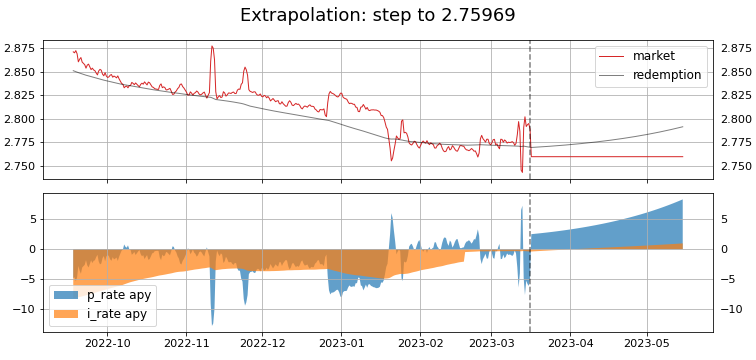 Extrapolation: step to 2.75969
2.875 2.875
2.850 2.850
2.825 2.825
2.800 2.800
2.775 2.775
2.750 2.750
market
redemption
5 5
0 0
−5 −5
−10 −10
p_rate apy
i_rate apy
2022-10 2022-11 2022-12 2023-01 2023-02 2023-03 2023-04 2023-05